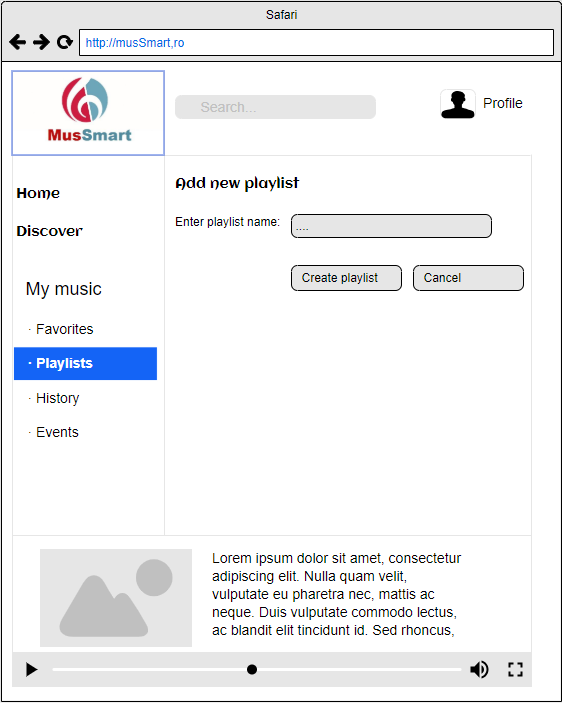 Safari
http://musSmart,ro
MusSmart
Search...
Profile
Home
Discover
My music
· Favorites
· Playlists
· History
· Events
Add new playlist
Enter playlist name:
....
Create playlist
Cancel
Lorem ipsum dolor sit amet, consectetur
adipiscing elit. Nulla quam velit,
vulputate eu pharetra nec, mattis ac
neque. Duis vulputate commodo lectus,
ac blandit elit tincidunt id. Sed rhoncus,